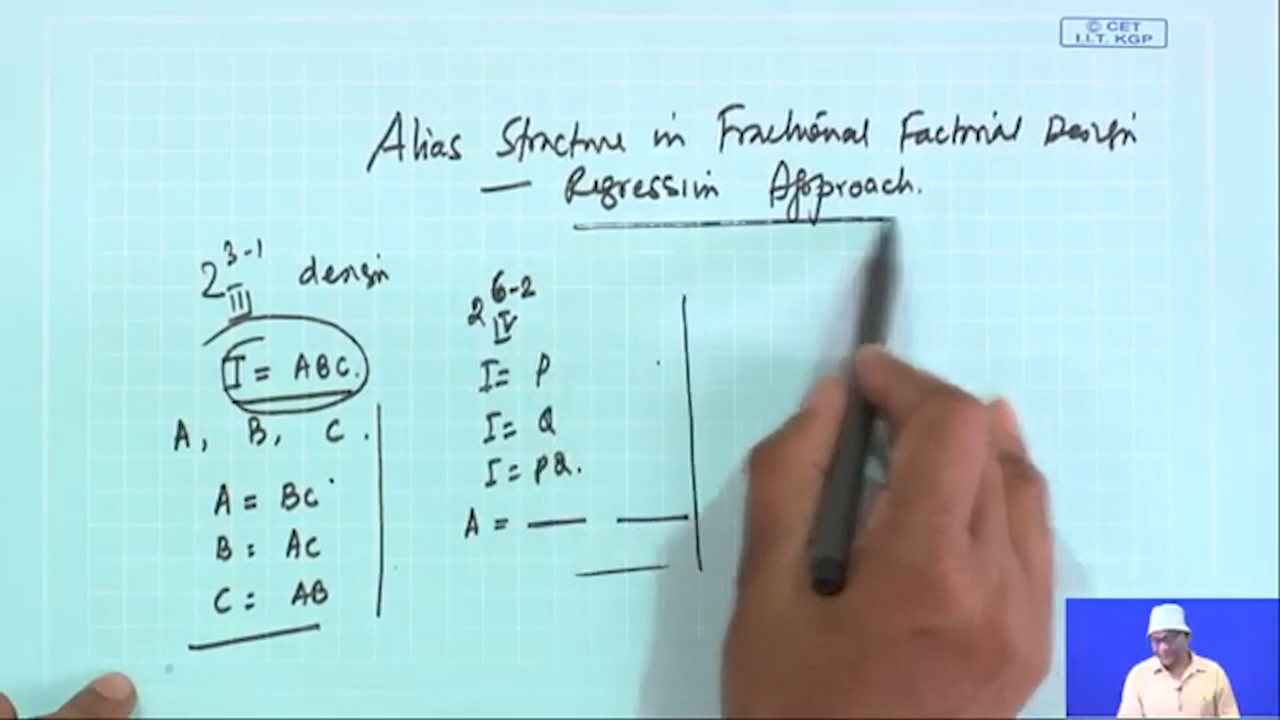 © CET
I.I.T. KGP
Alias Structure in Fractional Factorial Design
— Regression Approach.
2^{3-1}_{III} design
I = ABC.
A, B, C.
A = BC
B = AC
C = AB
2^{6-2}_{IV}
I = P
I = Q
I = PQ.
A = — —